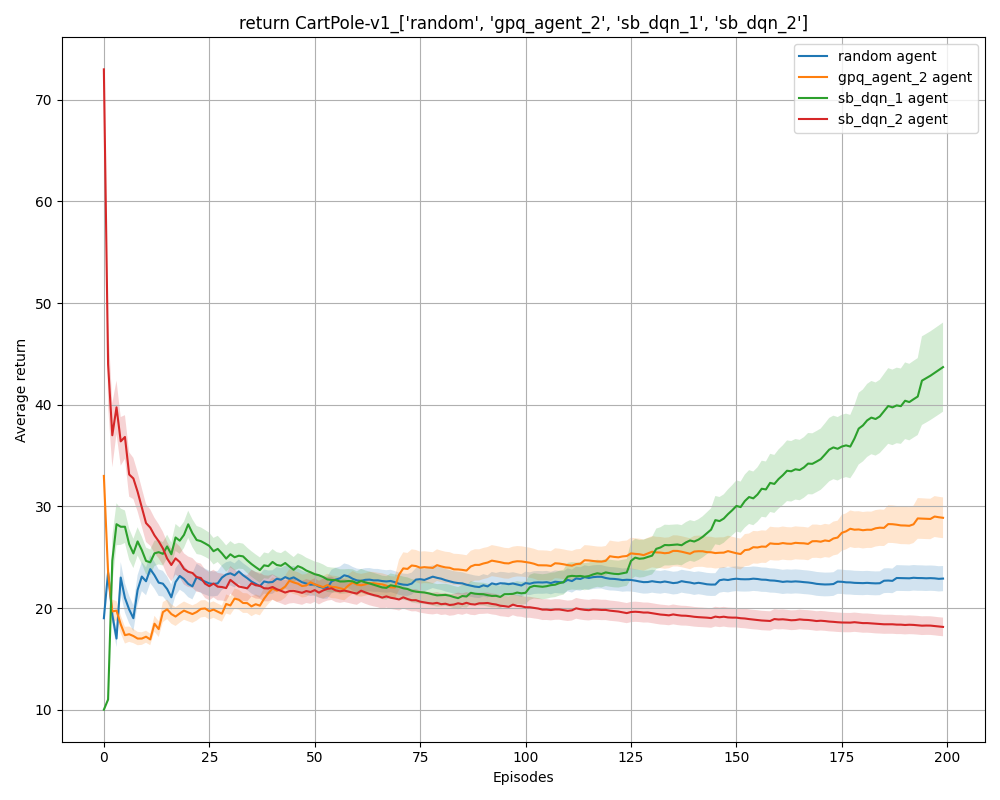 return CartPole-v1_['random', 'gpq_agent_2', 'sb_dqn_1', 'sb_dqn_2']
random agent
gpq_agent_2 agent
sb_dqn_1 agent
sb_dqn_2 agent
70
60
50
40
30
20
10
Average return
0
25
50
75
100
125
150
175
200
Episodes